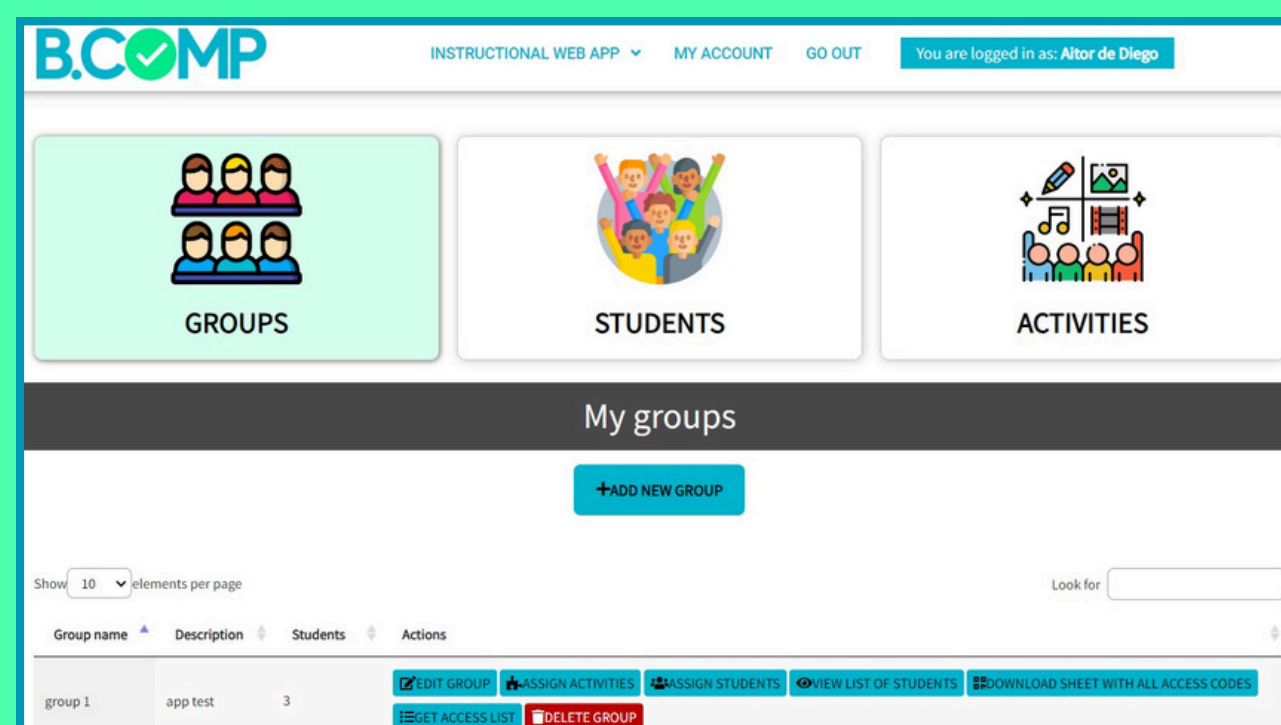 B.COMP
INSTRUCTIONAL WEB APP MY ACCOUNT GO OUT You are logged in as: Aitor de Diego
GROUPS STUDENTS ACTIVITIES
My groups
+ADD NEW GROUP
Show 10 elements per page Look for
Group name Description Students Actions
EDIT GROUP ASSIGN ACTIVITIES ASSIGN STUDENTS VIEW LIST OF STUDENTS DOWNLOAD SHEET WITH ALL ACCESS CODES
group 1 app test 3
GET ACCESS LIST DELETE GROUP